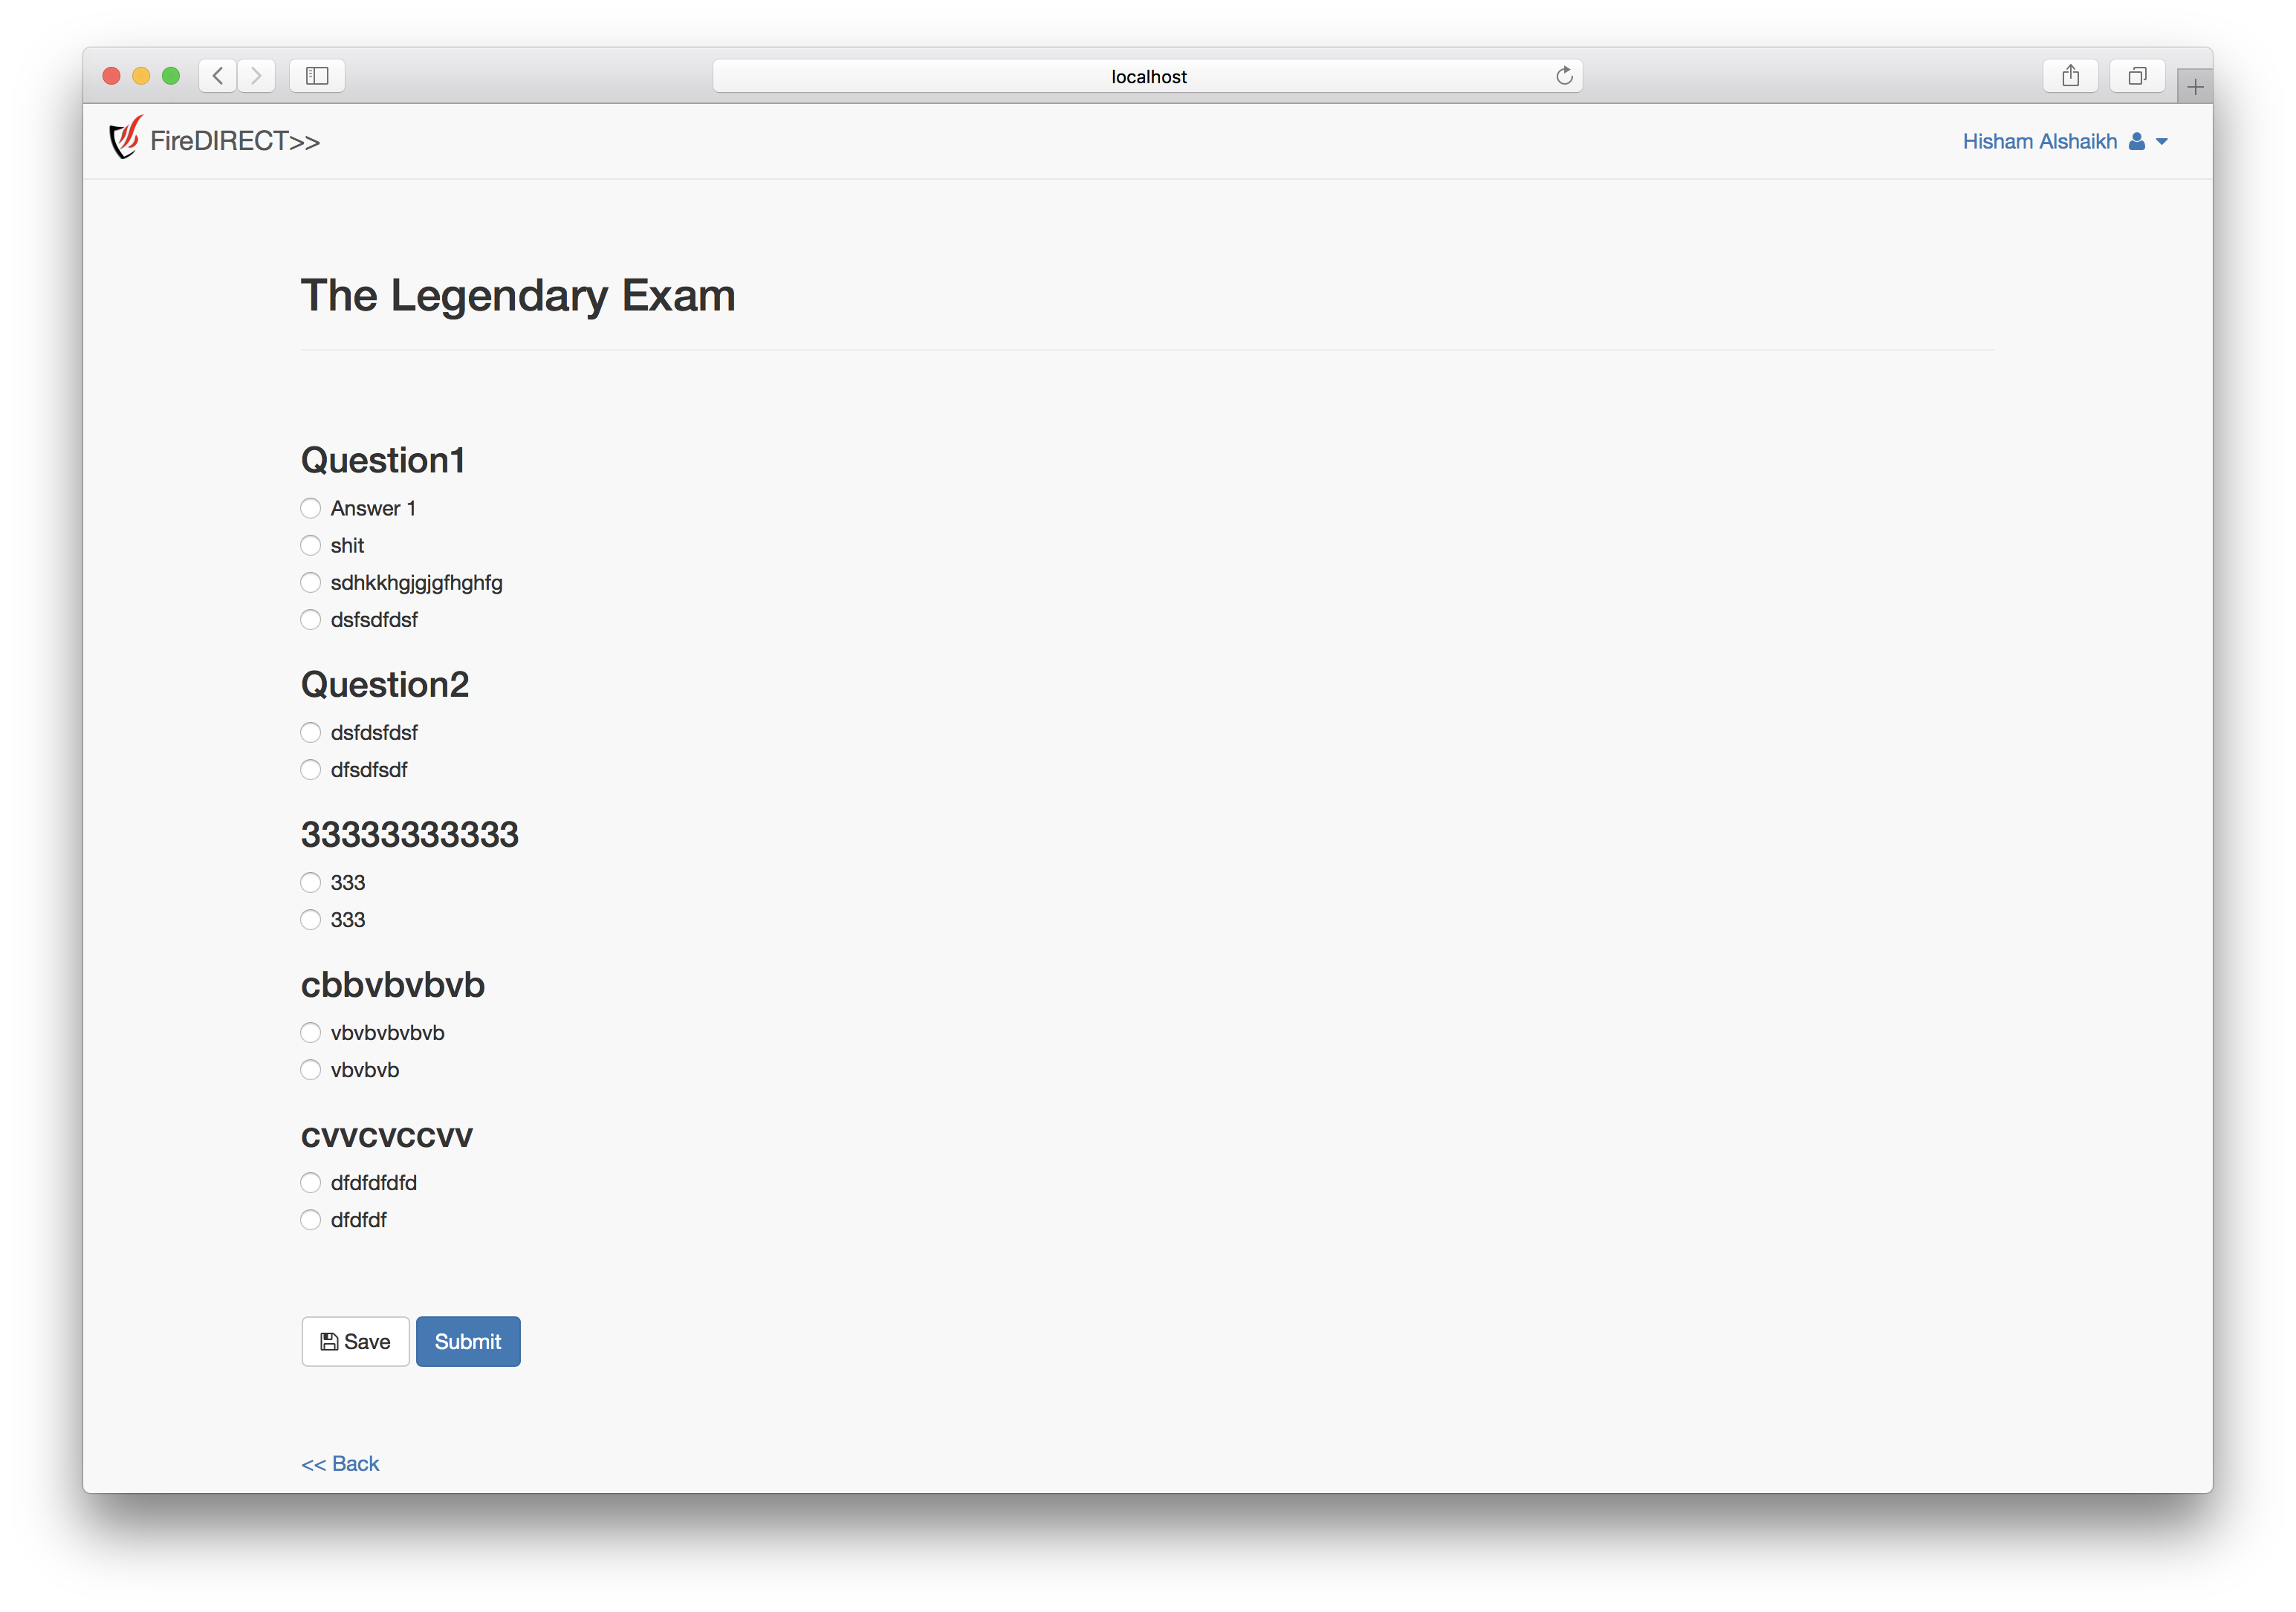 localhost
FireDIRECT>>
Hisham Alshaikh
The Legendary Exam
Question1
Answer 1
shit
sdhkkhgjgjgfhghfg
dsfsdfdsf
Question2
dsfdsfdsf
dfsdfsdf
33333333333
333
333
cbbvbvbvb
vbvbvbvbvb
vbvbvb
cvvcvccvv
dfdfdfdfd
dfdfdf
Save Submit
<< Back